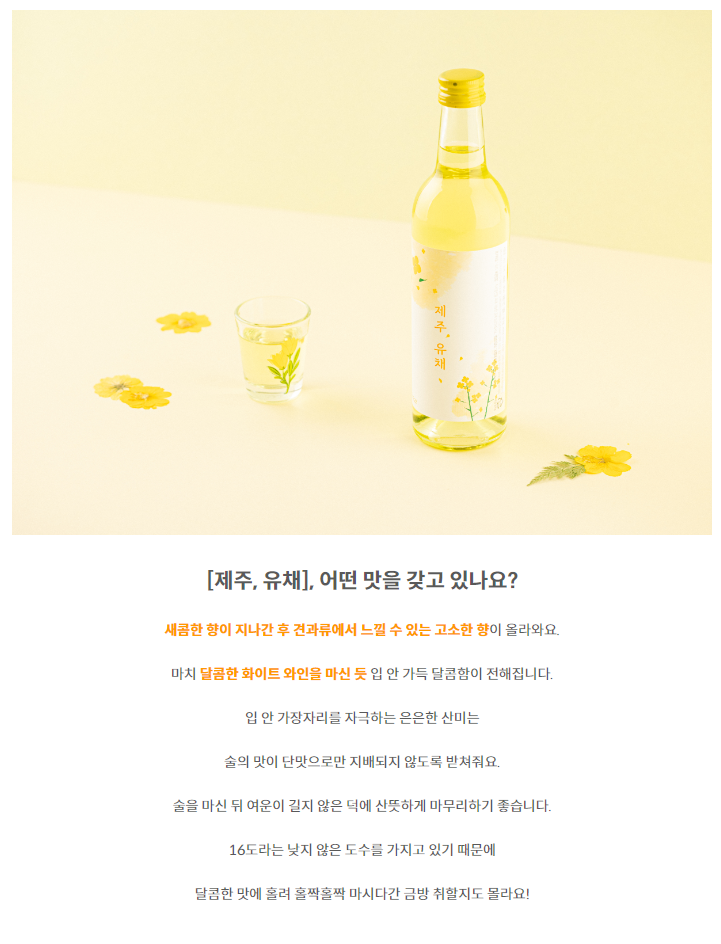 제주, 유채
[제주, 유채], 어떤 맛을 갖고 있나요?
새콤한 향이 지나간 후 견과류에서 느낄 수 있는 고소한 향이 올라와요.
마치 달콤한 화이트 와인을 마신 듯 입 안 가득 달콤함이 전해집니다.
입 안 가장자리를 자극하는 은은한 산미는
술의 맛이 단맛으로만 지배되지 않도록 받쳐줘요.
술을 마신 뒤 여운이 길지 않은 덕에 산뜻하게 마무리하기 좋습니다.
16도라는 낮지 않은 도수를 가지고 있기 때문에
달콤한 맛에 홀려 홀짝홀짝 마시다간 금방 취할지도 몰라요!